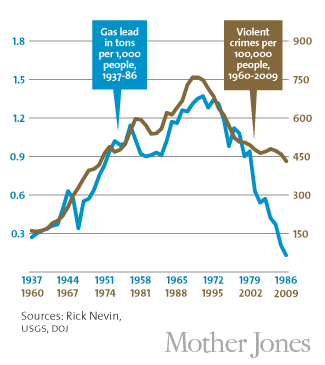 Gas lead
in tons
per 1,000
people,
1937-86
Violent
crimes per
100,000
people,
1960-2009
1.8
900
1.5
750
1.2
600
0.9
450
0.6
300
0.3
150
1937 1944 1951 1958 1965 1972 1979 1986
1960 1967 1974 1981 1988 1995 2002 2009
Sources: Rick Nevin,
USGS, DOJ
Mother Jones